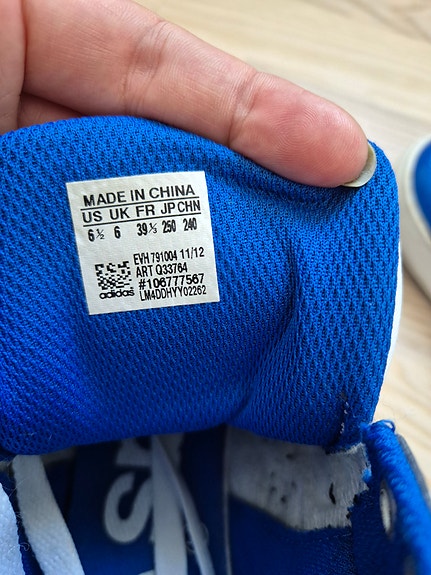 MADE IN CHINA
US UK FR JP CHN
6½ 6 39⅓ 250 240
EVH 791004 11/12
ART Q33764
#106777567
adidas LM4DDHYY02262